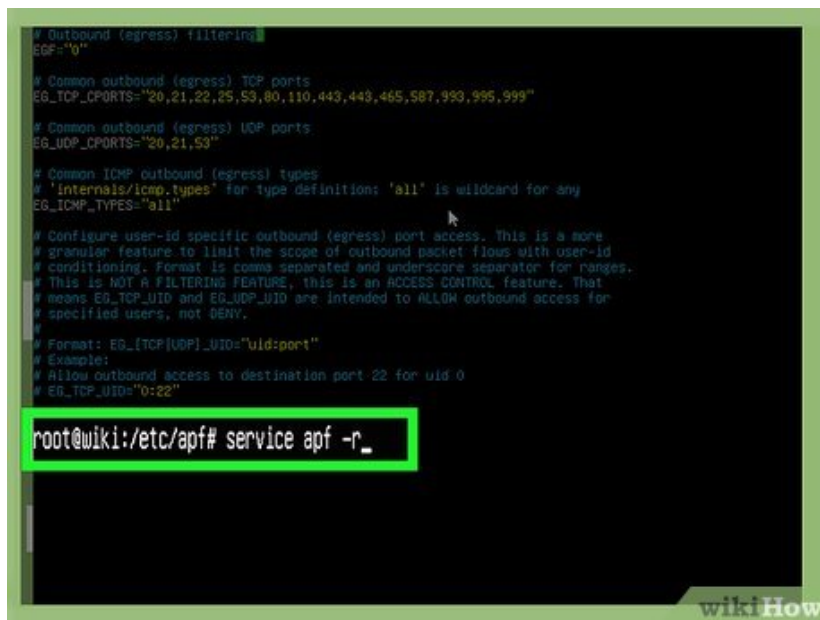 # Outbound (egress) filtering
EGF="0"
# Common outbound (egress) TCP ports
EG_TCP_CPORTS="20,21,22,25,53,80,110,443,443,465,587,993,995,999"
# Common outbound (egress) UDP ports
EG_UDP_CPORTS="20,21,53"
# Common ICMP outbound (egress) types
# 'internals/icmp.types' for type definition; 'all' is wildcard for any
EG_ICMP_TYPES="all"
# Configure user-id specific outbound (egress) port access. This is a more
# granular feature to limit the scope of outbound packet flows with user-id
# conditioning. Format is comma separated and underscore separator for ranges.
# This is NOT A FILTERING FEATURE, this is an ACCESS CONTROL feature. That
# means EG_TCP_UID and EG_UDP_UID are intended to ALLOW outbound access for
# specified users, not DENY.
#
# Format: EG_[TCP|UDP]_UID="uid:port"
# Example:
# Allow outbound access to destination port 22 for uid 0
# EG_TCP_UID="0:22"
root@wiki:/etc/apf# service apf -r_
wikiHow